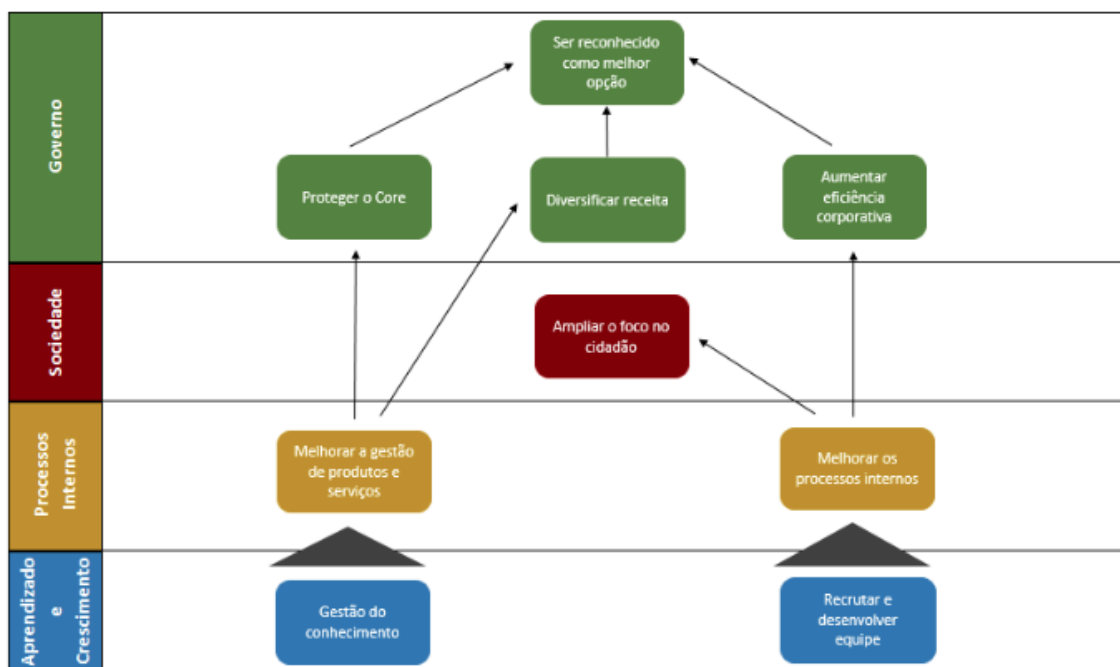 Governo
Ser reconhecido
como melhor
opção
Proteger o Core
Diversificar receita
Aumentar
eficiência
corporativa
Sociedade
Ampliar o foco no
cidadão
Processos
Internos
Melhorar a gestão
de produtos e
serviços
Melhorar os
processos internos
Aprendizado
e
Crescimento
Gestão do
conhecimento
Recrutar e
desenvolver
equipe